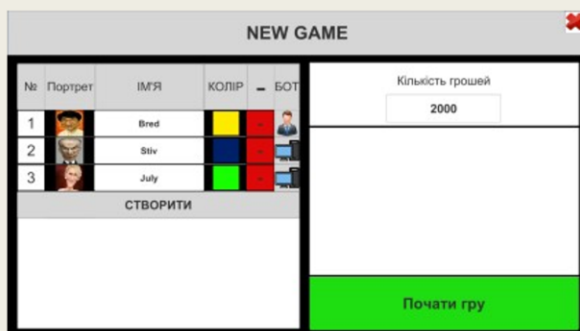 NEW GAME
№ Портрет ІМ'Я КОЛІР - БОТ
1 Bred -
2 Stiv -
3 July -
СТВОРИТИ
Кількість грошей
2000
Почати гру